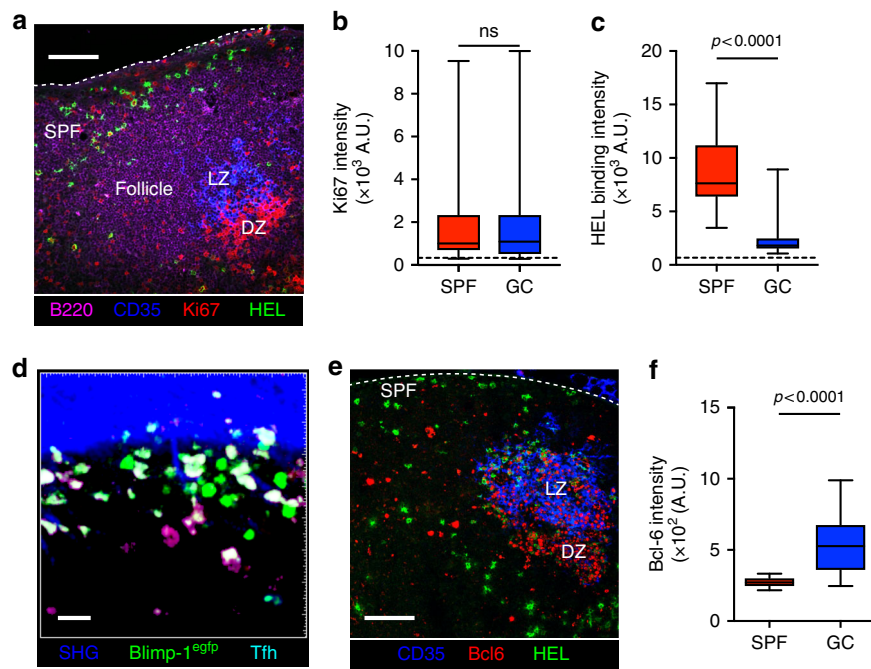 a
SPF
Follicle
LZ
DZ
B220 CD35 Ki67 HEL
b
ns
Ki67 intensity
(×10³ A.U.)
10
8
6
4
2
0
SPF GC
c
p<0.0001
HEL binding intensity
(×10³ A.U.)
20
15
10
5
0
SPF GC
d
SHG Blimp-1ᵉᵍᶠᵖ Tfh
e
SPF
LZ
DZ
CD35 Bcl6 HEL
f
p<0.0001
Bcl-6 intensity
(×10² (A.U.)
15
10
5
0
SPF GC